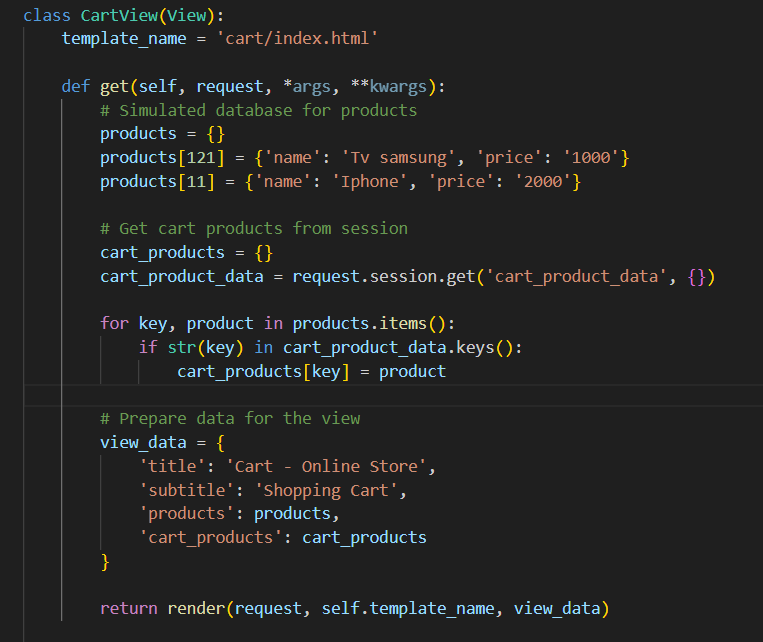 class CartView(View):
    template_name = 'cart/index.html'

    def get(self, request, *args, **kwargs):
        # Simulated database for products
        products = {}
        products[121] = {'name': 'Tv samsung', 'price': '1000'}
        products[11] = {'name': 'Iphone', 'price': '2000'}

        # Get cart products from session
        cart_products = {}
        cart_product_data = request.session.get('cart_product_data', {})

        for key, product in products.items():
            if str(key) in cart_product_data.keys():
                cart_products[key] = product

        # Prepare data for the view
        view_data = {
            'title': 'Cart - Online Store',
            'subtitle': 'Shopping Cart',
            'products': products,
            'cart_products': cart_products
        }

        return render(request, self.template_name, view_data)